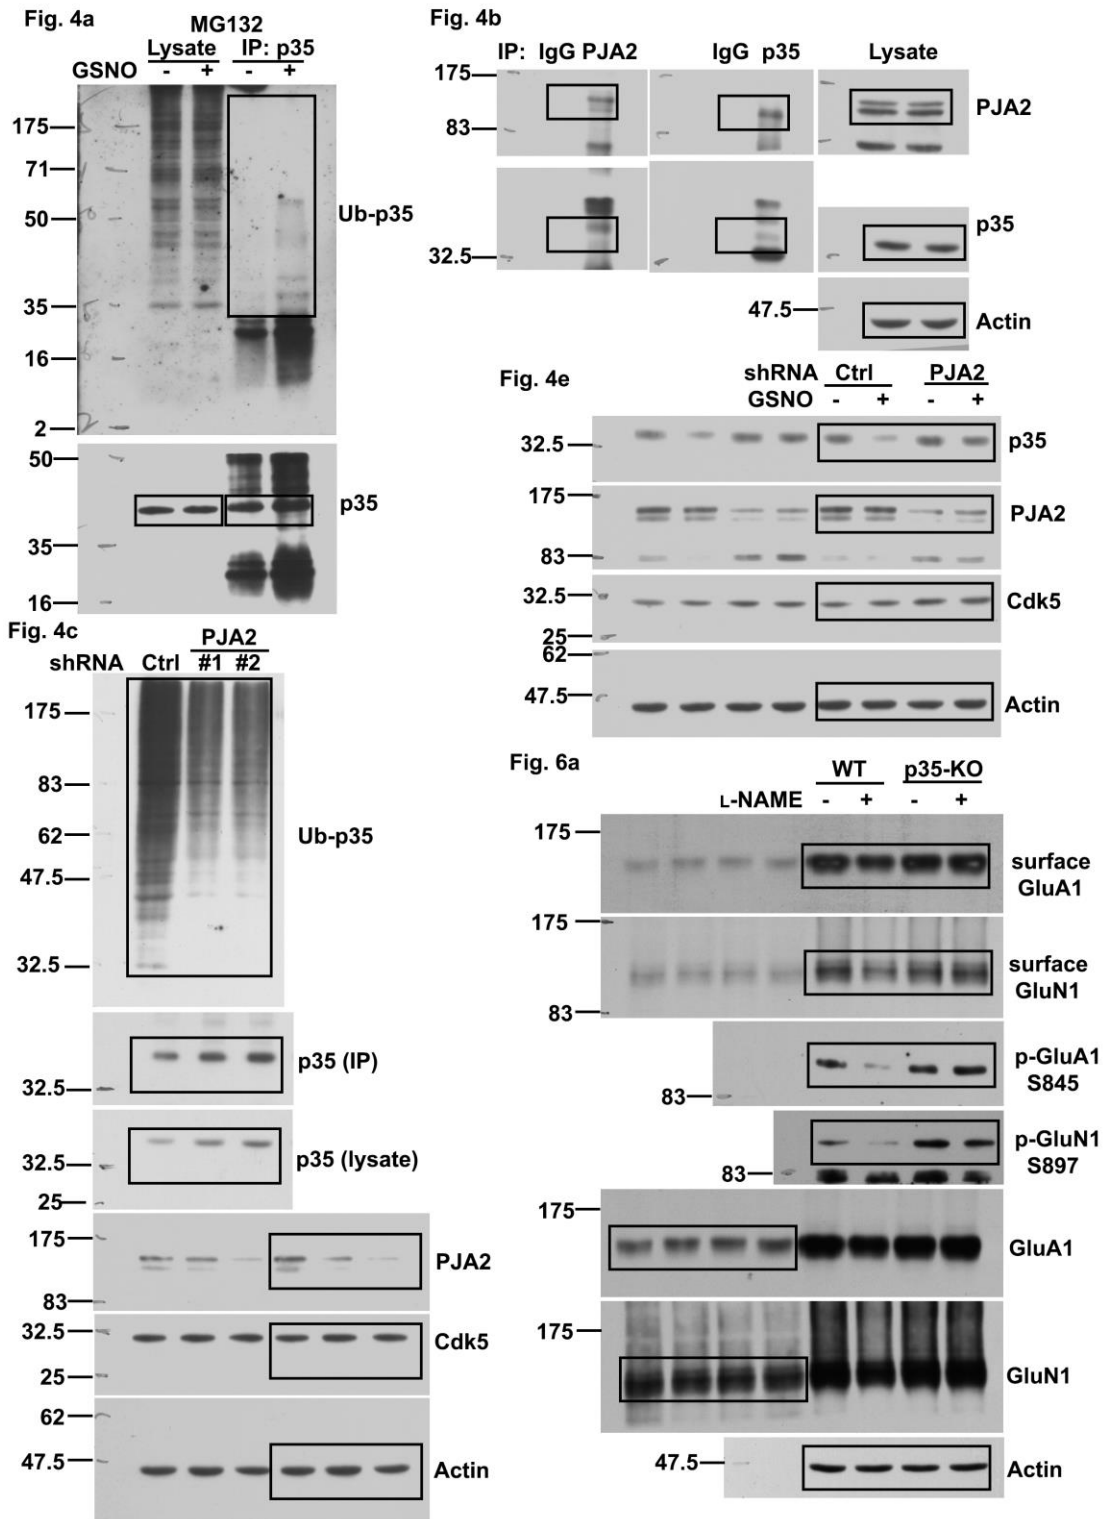 Fig. 4a
MG132
Lysate IP: p35
GSNO - + - +
175
71
50
35
16
2
Ub-p35
50
35
16
p35
Fig. 4b
IP: IgG PJA2 IgG p35 Lysate
175
83
PJA2
32.5
p35
47.5
Actin
Fig. 4c
PJA2
shRNA Ctrl #1 #2
175
83
62
47.5
32.5
Ub-p35
32.5
p35 (IP)
32.5
25
p35 (lysate)
175
83
PJA2
32.5
25
Cdk5
62
47.5
Actin
Fig. 4e
shRNA Ctrl PJA2
GSNO - + - +
32.5
p35
175
83
PJA2
32.5
25
Cdk5
62
47.5
Actin
Fig. 6a
WT p35-KO
L-NAME - + - +
175
surface
GluA1
175
83
surface
GluN1
83
p-GluA1
S845
83
p-GluN1
S897
175
GluA1
175
GluN1
47.5
Actin